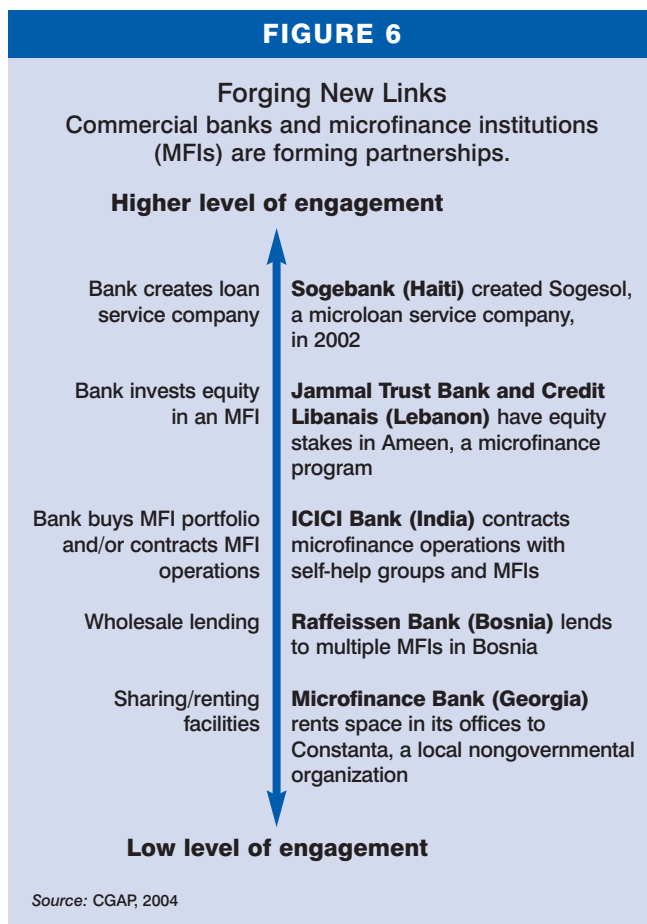 FIGURE 6
Forging New Links
Commercial banks and microfinance institutions
(MFIs) are forming partnerships.
Higher level of engagement
Bank creates loan
service company
Sogebank (Haiti) created Sogesol,
a microloan service company,
in 2002
Bank invests equity
in an MFI
Jammal Trust Bank and Credit
Libanais (Lebanon) have equity
stakes in Ameen, a microfinance
program
Bank buys MFI portfolio
and/or contracts MFI
operations
ICICI Bank (India) contracts
microfinance operations with
self-help groups and MFIs
Wholesale lending
Raffeissen Bank (Bosnia) lends
to multiple MFIs in Bosnia
Sharing/renting
facilities
Microfinance Bank (Georgia)
rents space in its offices to
Constanta, a local nongovernmental
organization
Low level of engagement
Source: CGAP, 2004